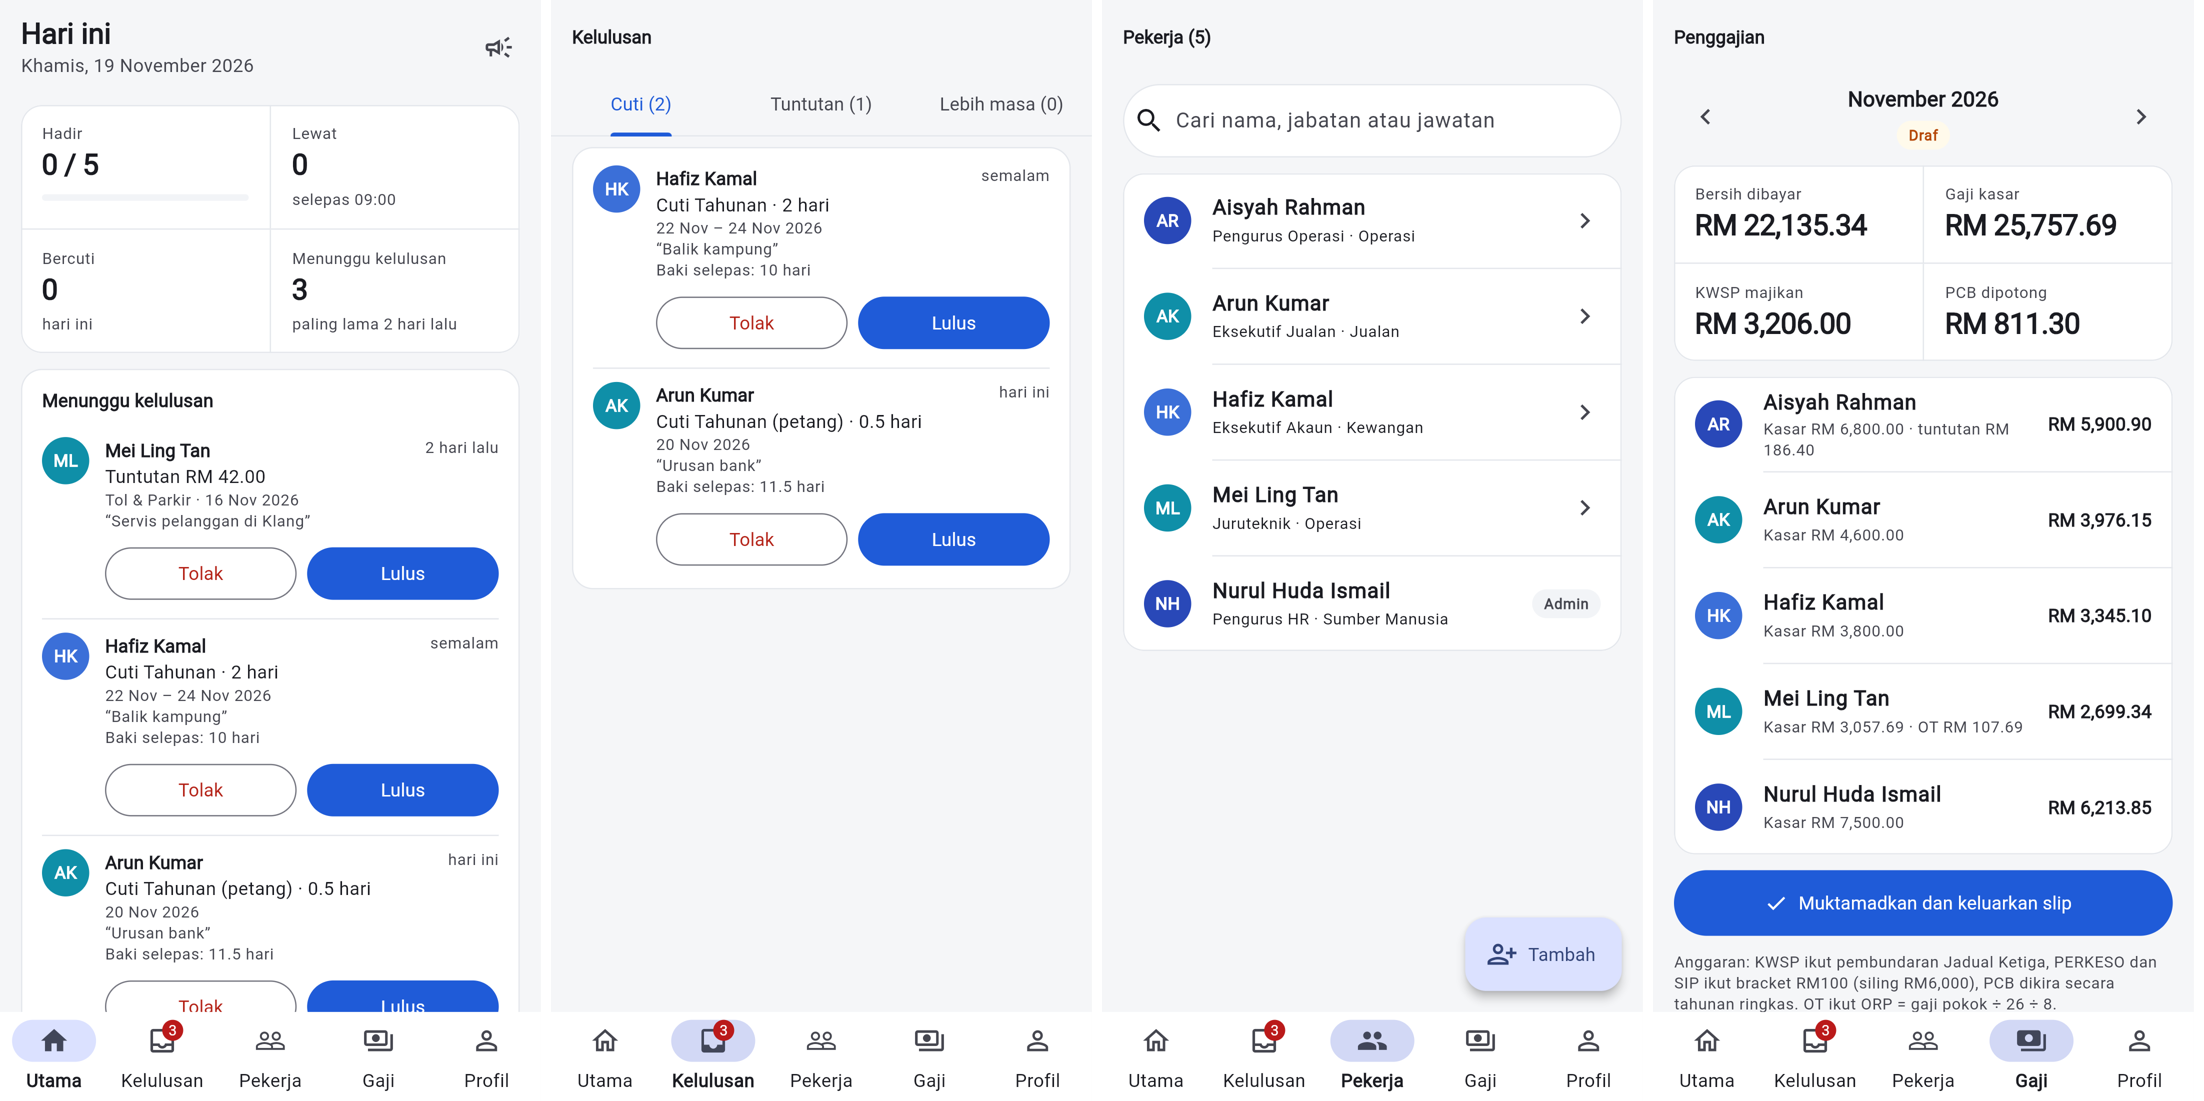 Hari ini
Khamis, 19 November 2026
Hadir
0 / 5
Lewat
0
selepas 09:00
Bercuti
0
hari ini
Menunggu kelulusan
3
paling lama 2 hari lalu
Menunggu kelulusan
ML
Mei Ling Tan
2 hari lalu
Tuntutan RM 42.00
Tol & Parkir · 16 Nov 2026
“Servis pelanggan di Klang”
Tolak
Lulus
HK
Hafiz Kamal
semalam
Cuti Tahunan · 2 hari
22 Nov – 24 Nov 2026
“Balik kampung”
Baki selepas: 10 hari
Tolak
Lulus
AK
Arun Kumar
hari ini
Cuti Tahunan (petang) · 0.5 hari
20 Nov 2026
“Urusan bank”
Baki selepas: 11.5 hari
Tolak
Lulus
3
Utama
Kelulusan
Pekerja
Gaji
Profil
Kelulusan
Cuti (2)
Tuntutan (1)
Lebih masa (0)
HK
Hafiz Kamal
semalam
Cuti Tahunan · 2 hari
22 Nov – 24 Nov 2026
“Balik kampung”
Baki selepas: 10 hari
Tolak
Lulus
AK
Arun Kumar
hari ini
Cuti Tahunan (petang) · 0.5 hari
20 Nov 2026
“Urusan bank”
Baki selepas: 11.5 hari
Tolak
Lulus
3
Utama
Kelulusan
Pekerja
Gaji
Profil
Pekerja (5)
Cari nama, jabatan atau jawatan
AR
Aisyah Rahman
Pengurus Operasi · Operasi
AK
Arun Kumar
Eksekutif Jualan · Jualan
HK
Hafiz Kamal
Eksekutif Akaun · Kewangan
ML
Mei Ling Tan
Juruteknik · Operasi
NH
Nurul Huda Ismail
Pengurus HR · Sumber Manusia
Admin
Tambah
3
Utama
Kelulusan
Pekerja
Gaji
Profil
Penggajian
November 2026
Draf
Bersih dibayar
RM 22,135.34
Gaji kasar
RM 25,757.69
KWSP majikan
RM 3,206.00
PCB dipotong
RM 811.30
AR
Aisyah Rahman
Kasar RM 6,800.00 · tuntutan RM
186.40
RM 5,900.90
AK
Arun Kumar
Kasar RM 4,600.00
RM 3,976.15
HK
Hafiz Kamal
Kasar RM 3,800.00
RM 3,345.10
ML
Mei Ling Tan
Kasar RM 3,057.69 · OT RM 107.69
RM 2,699.34
NH
Nurul Huda Ismail
Kasar RM 7,500.00
RM 6,213.85
Muktamadkan dan keluarkan slip
Anggaran: KWSP ikut pembundaran Jadual Ketiga, PERKESO dan
SIP ikut bracket RM100 (siling RM6,000), PCB dikira secara
tahunan ringkas. OT ikut ORP = gaji pokok ÷ 26 ÷ 8.
3
Utama
Kelulusan
Pekerja
Gaji
Profil